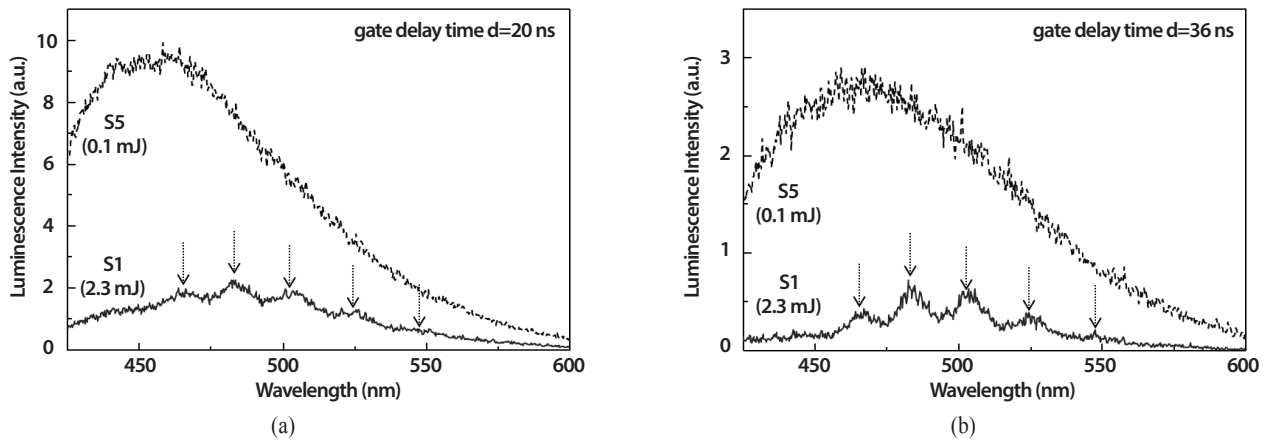 gate delay time d=20 ns
Luminescence Intensity (a.u.)
10
8
6
4
2
0
S5
(0.1 mJ)
S1
(2.3 mJ)
450
500
550
600
Wavelength (nm)
(a)
gate delay time d=36 ns
Luminescence Intensity (a.u.)
3
2
1
0
S5
(0.1 mJ)
S1
(2.3 mJ)
450
500
550
600
Wavelength (nm)
(b)